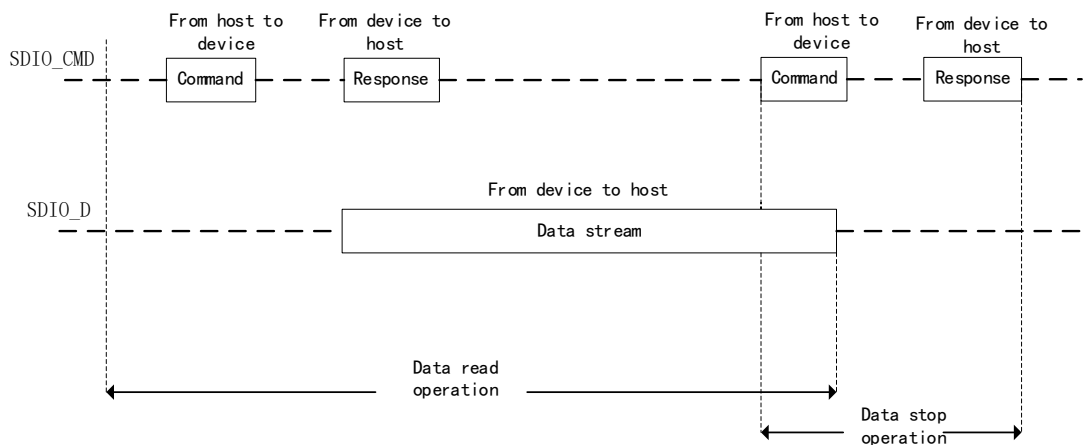 From host to
device
From device to
host
From host to
device
From device to
host
SDIO_CMD
Command
Response
Command
Response
From device to host
SDIO_D
Data stream
Data read
operation
Data stop
operation